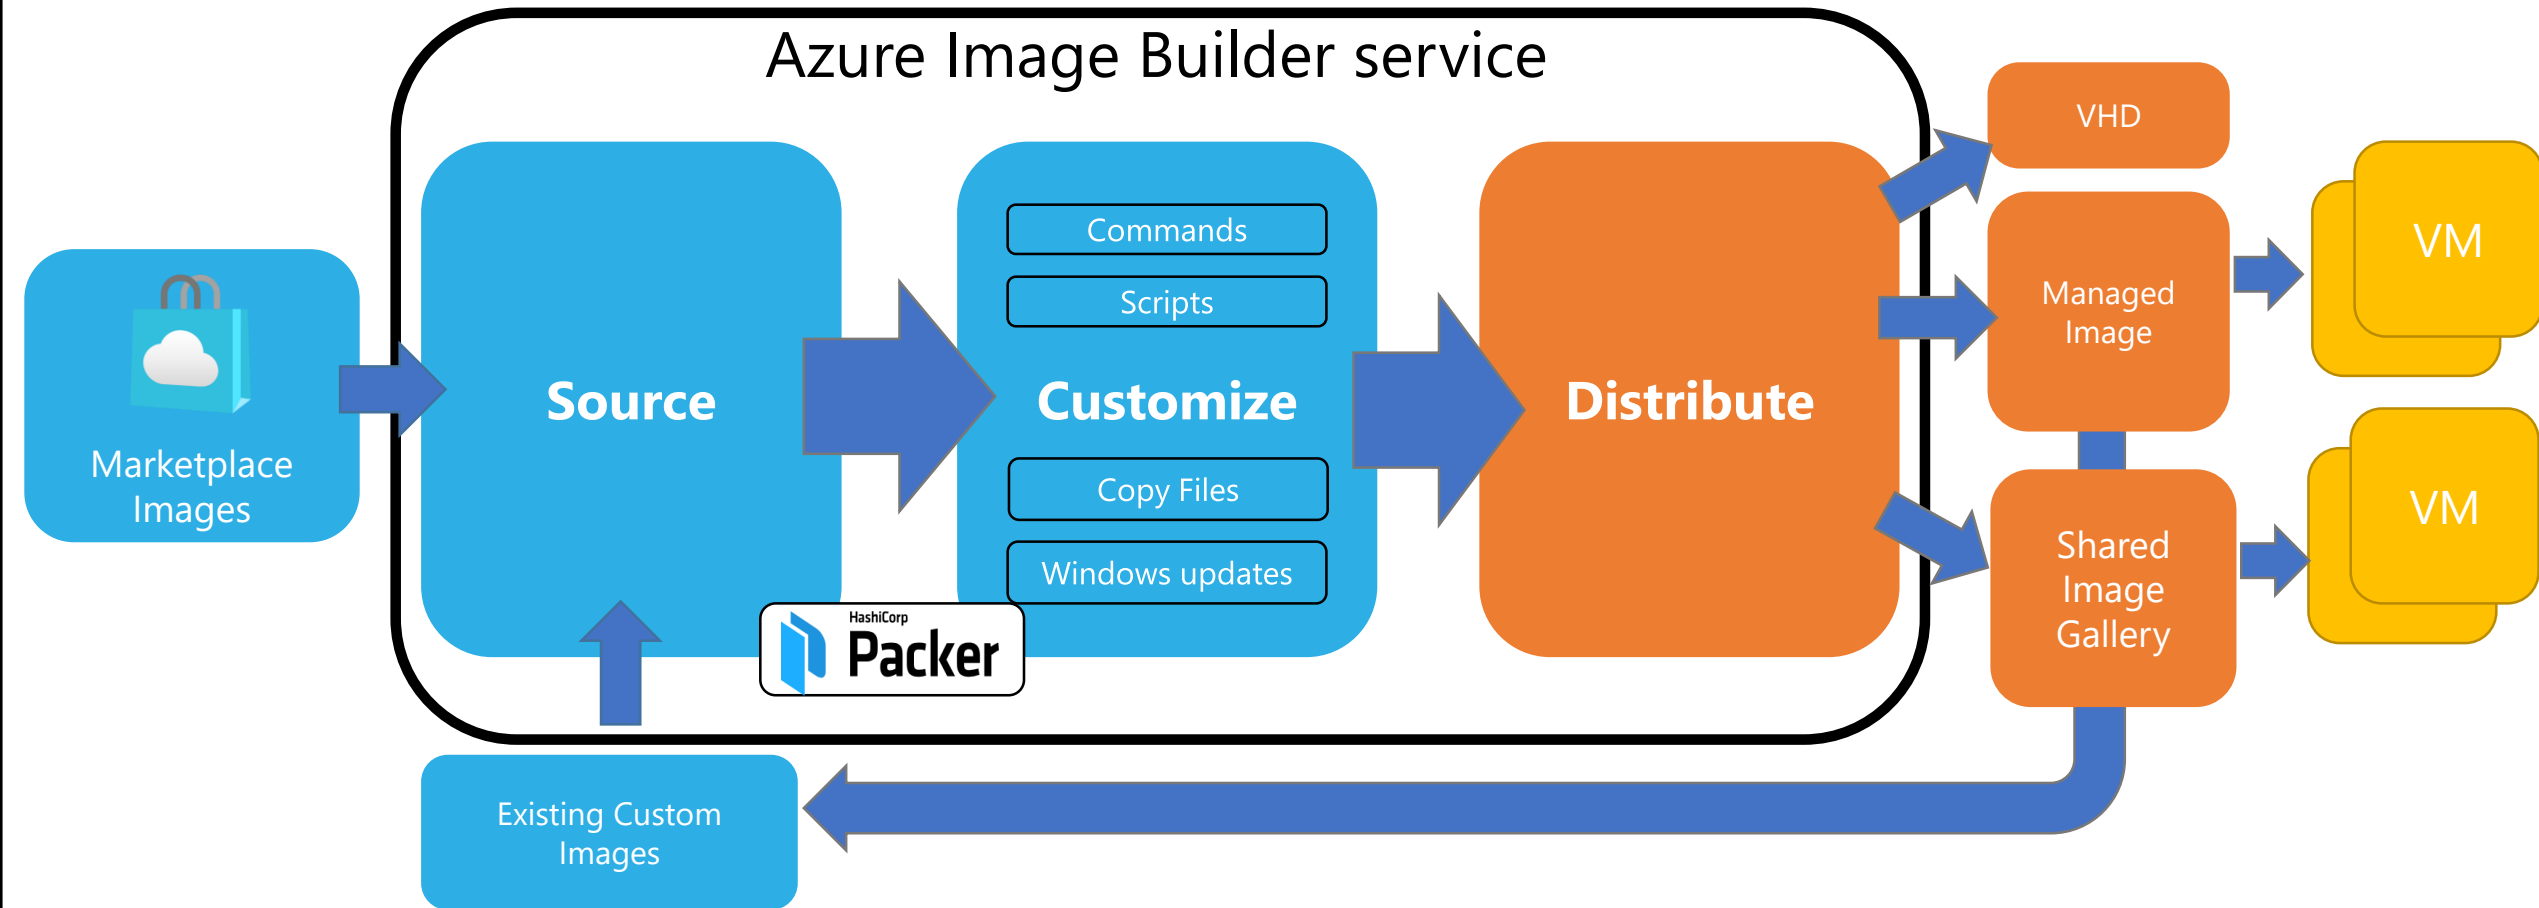 Azure Image Builder service
Marketplace
Images
Source
Commands
Scripts
Customize
Copy Files
Windows updates
HashiCorp
Packer
Distribute
VHD
Managed
Image
Shared
Image
Gallery
VM
VM
Existing Custom
Images